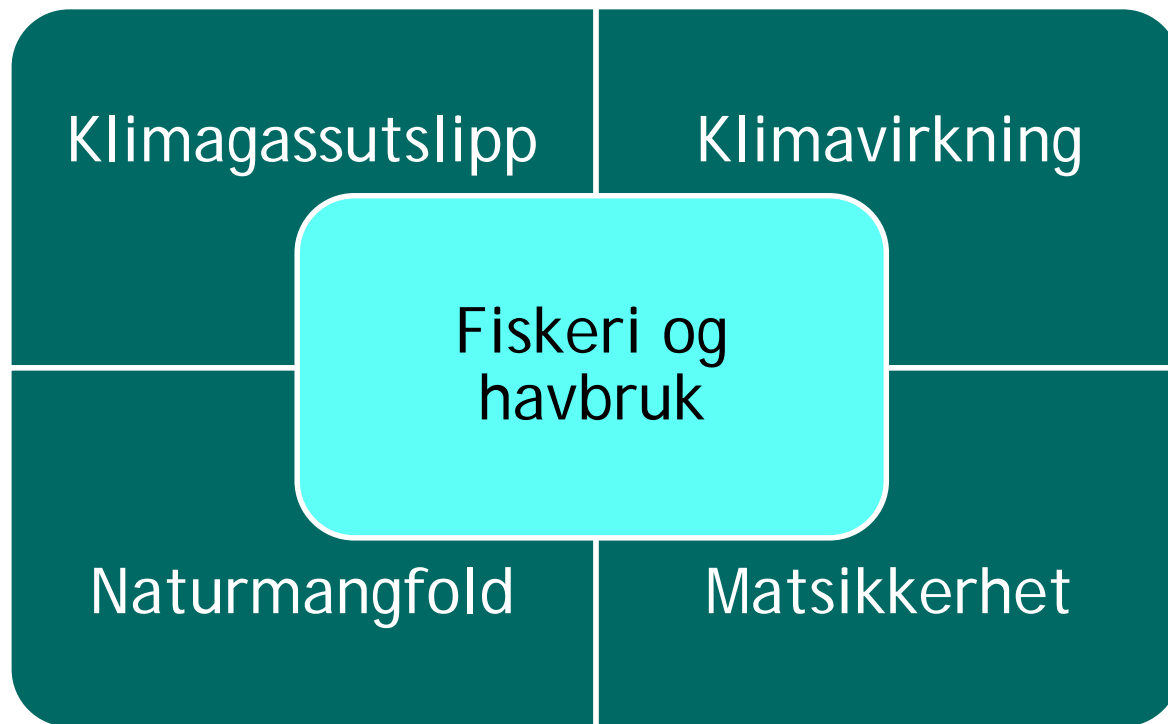 Klimagassutslipp
Klimavirkning
Fiskeri og
havbruk
Naturmangfold
Matsikkerhet